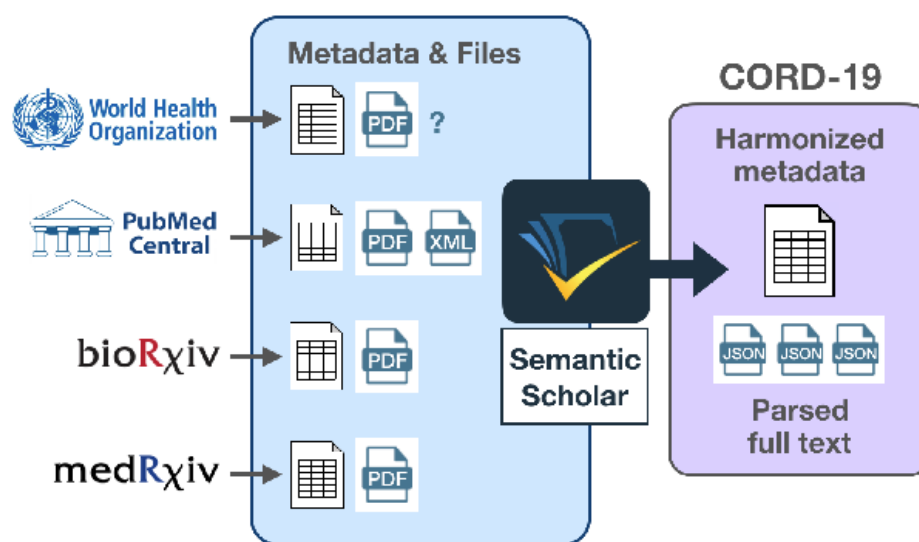 Metadata & Files
World Health
Organization
PDF ?
PubMed
Central
PDF XML
bioRχiv
PDF
medRχiv
PDF
Semantic
Scholar
CORD-19
Harmonized
metadata
JSON JSON JSON
Parsed
full text